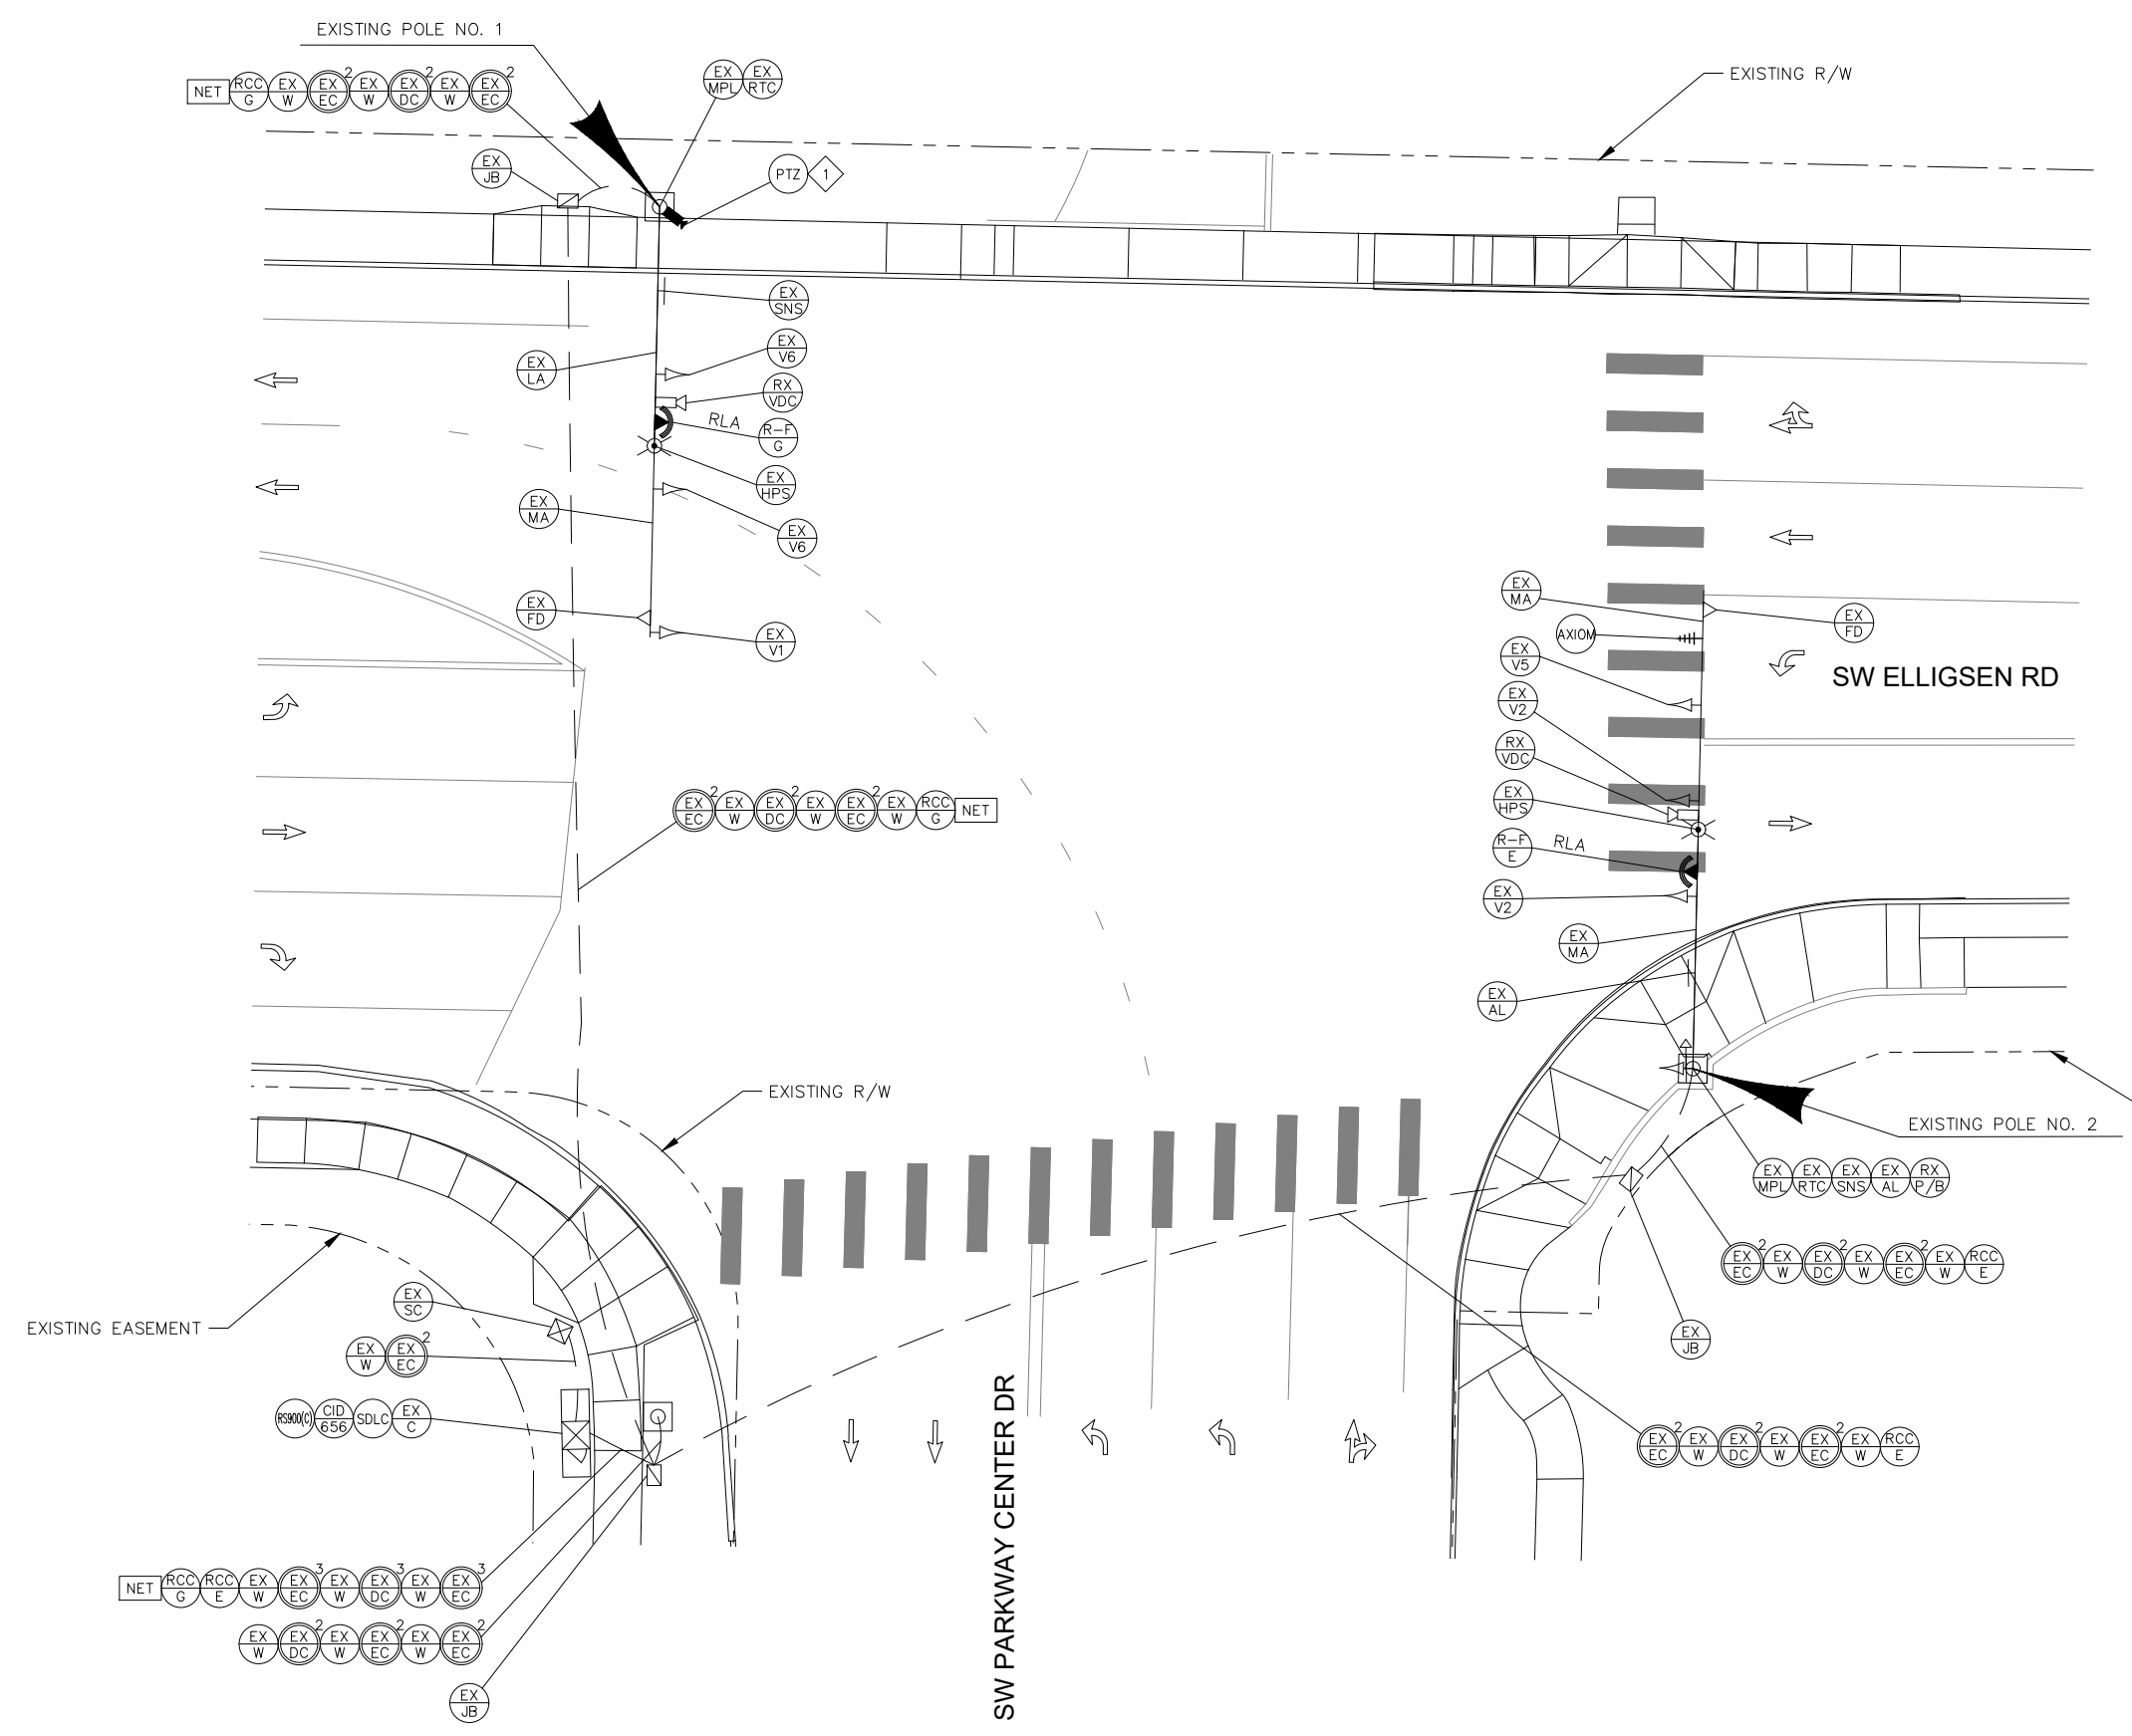 EXISTING POLE NO. 1
NET RCC G EX W EX EC 2 EX W EX DC 2 EX W EX EC 2
EX MPL EX RTC
EXISTING R/W
EX JB
PTZ 1
EX SNS
EX V6
EX LA
RX VDC
RLA
R-F G
EX HPS
EX MA
EX V6
EX FD
EX V1
EX MA
AXIOM
EX FD
EX V5
SW ELLIGSEN RD
EX V2
RX VDC
EX HPS
R-F E
RLA
EX V2
EX MA
EX AL
EX EC 2 EX W EX DC 2 EX W EX EC 2 EX W RCC G NET
EXISTING R/W
EXISTING POLE NO. 2
EX MPL EX RTC EX SNS EX AL RX P/B
EX EC 2 EX W EX DC 2 EX W EX EC 2 EX W RCC E
EX JB
EX SC
EXISTING EASEMENT
EX W EX EC 2
RS900(C) CID 656 SDLC EX C
EX EC 2 EX W EX DC 2 EX W EX EC 2 EX W RCC E
SW PARKWAY CENTER DR
NET RCC G RCC E EX W EX EC 3 EX W EX DC 3 EX W EX EC 3
EX W EX DC 2 EX W EX EC 2 EX W EX EC 2
EX JB